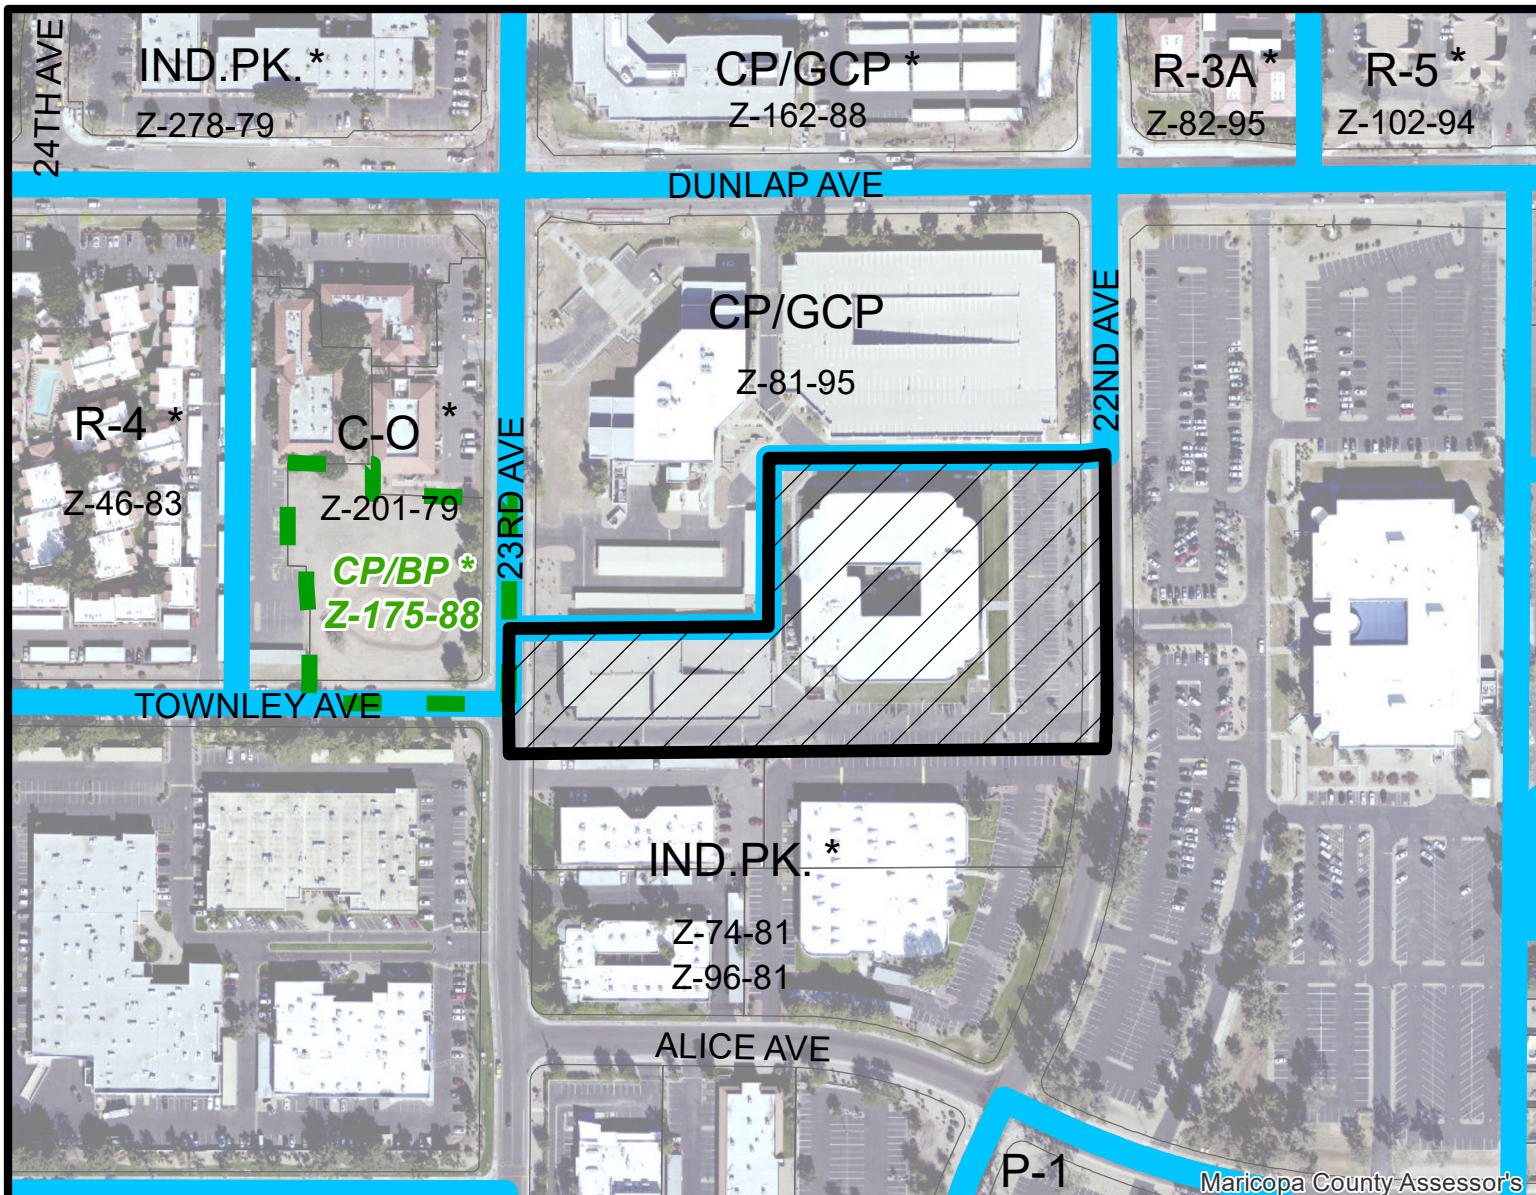 24TH AVE
IND.PK.*
Z-278-79
CP/GCP *
Z-162-88
R-3A *
Z-82-95
R-5 *
Z-102-94
DUNLAP AVE
CP/GCP
Z-81-95
22ND AVE
R-4 *
Z-46-83
C-O *
Z-201-79
23RD AVE
CP/BP *
Z-175-88
TOWNLEY AVE
IND.PK. *
Z-74-81
Z-96-81
ALICE AVE
P-1
Maricopa County Assessor's